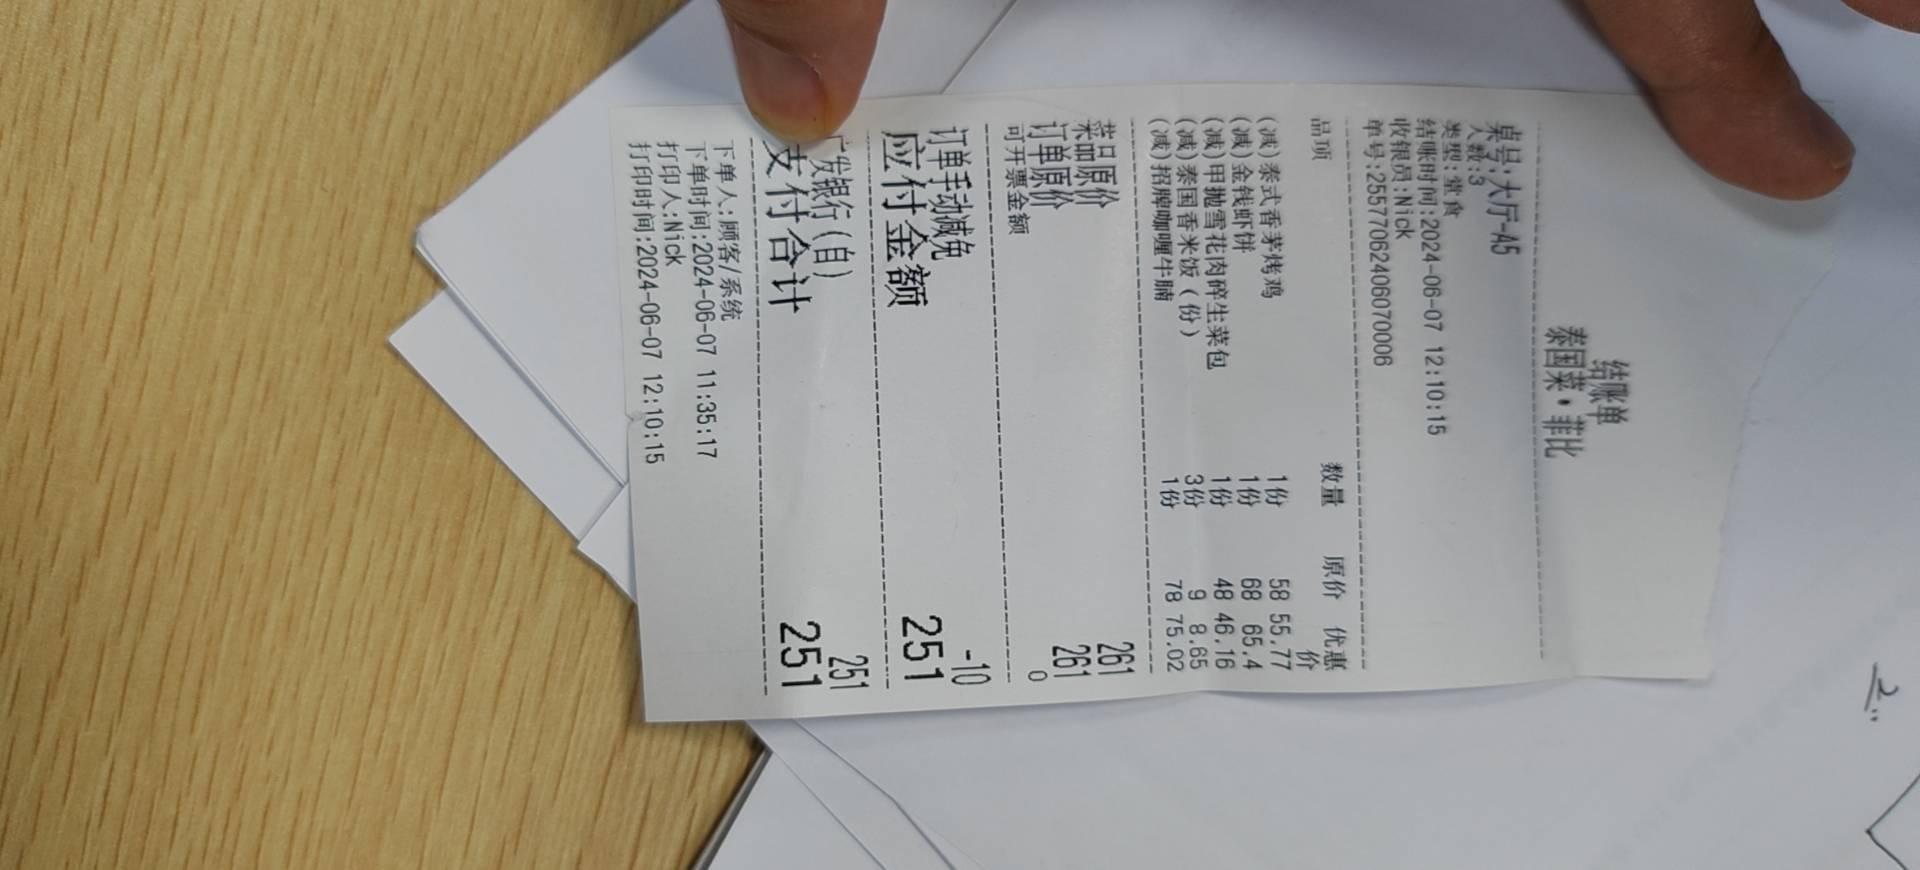 结账单
泰国菜·菲比
桌号:大厅-45
人数:3
类型:堂食
结账时间:2024-06-07 12:10:15
收银员:Nick
单号:25577062406070006
品项 数量 原价 优惠价
(减)泰式香茅烤鸡 1份 58 55.77
(减)金钱虾饼 1份 68 65.4
(减)甲抛雪花肉碎生菜包 1份 48 46.16
(减)泰国香米饭(份) 3份 9 8.65
(减)招牌咖喱牛腩 1份 78 75.02
菜品原价 261
订单原价 261
可开票金额 0
订单手动减免 -10
应付金额 251
广发银行(自) 251
支付合计 251
下单人:顾客/系统
下单时间:2024-06-07 11:35:17
打印人:Nick
打印时间:2024-06-07 12:10:15